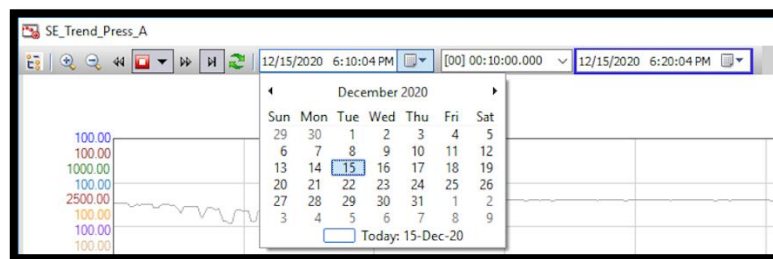 SE_Trend_Press_A
12/15/2020 6:10:04 PM [00] 00:10:00.000 12/15/2020 6:20:04 PM
December 2020
Sun Mon Tue Wed Thu Fri Sat
29 30 1 2 3 4 5
6 7 8 9 10 11 12
13 14 15 16 17 18 19
20 21 22 23 24 25 26
27 28 29 30 31 1 2
3 4 5 6 7 8 9
Today: 15-Dec-20
100.00
100.00
1000.00
100.00
2500.00
100.00
100.00
100.00